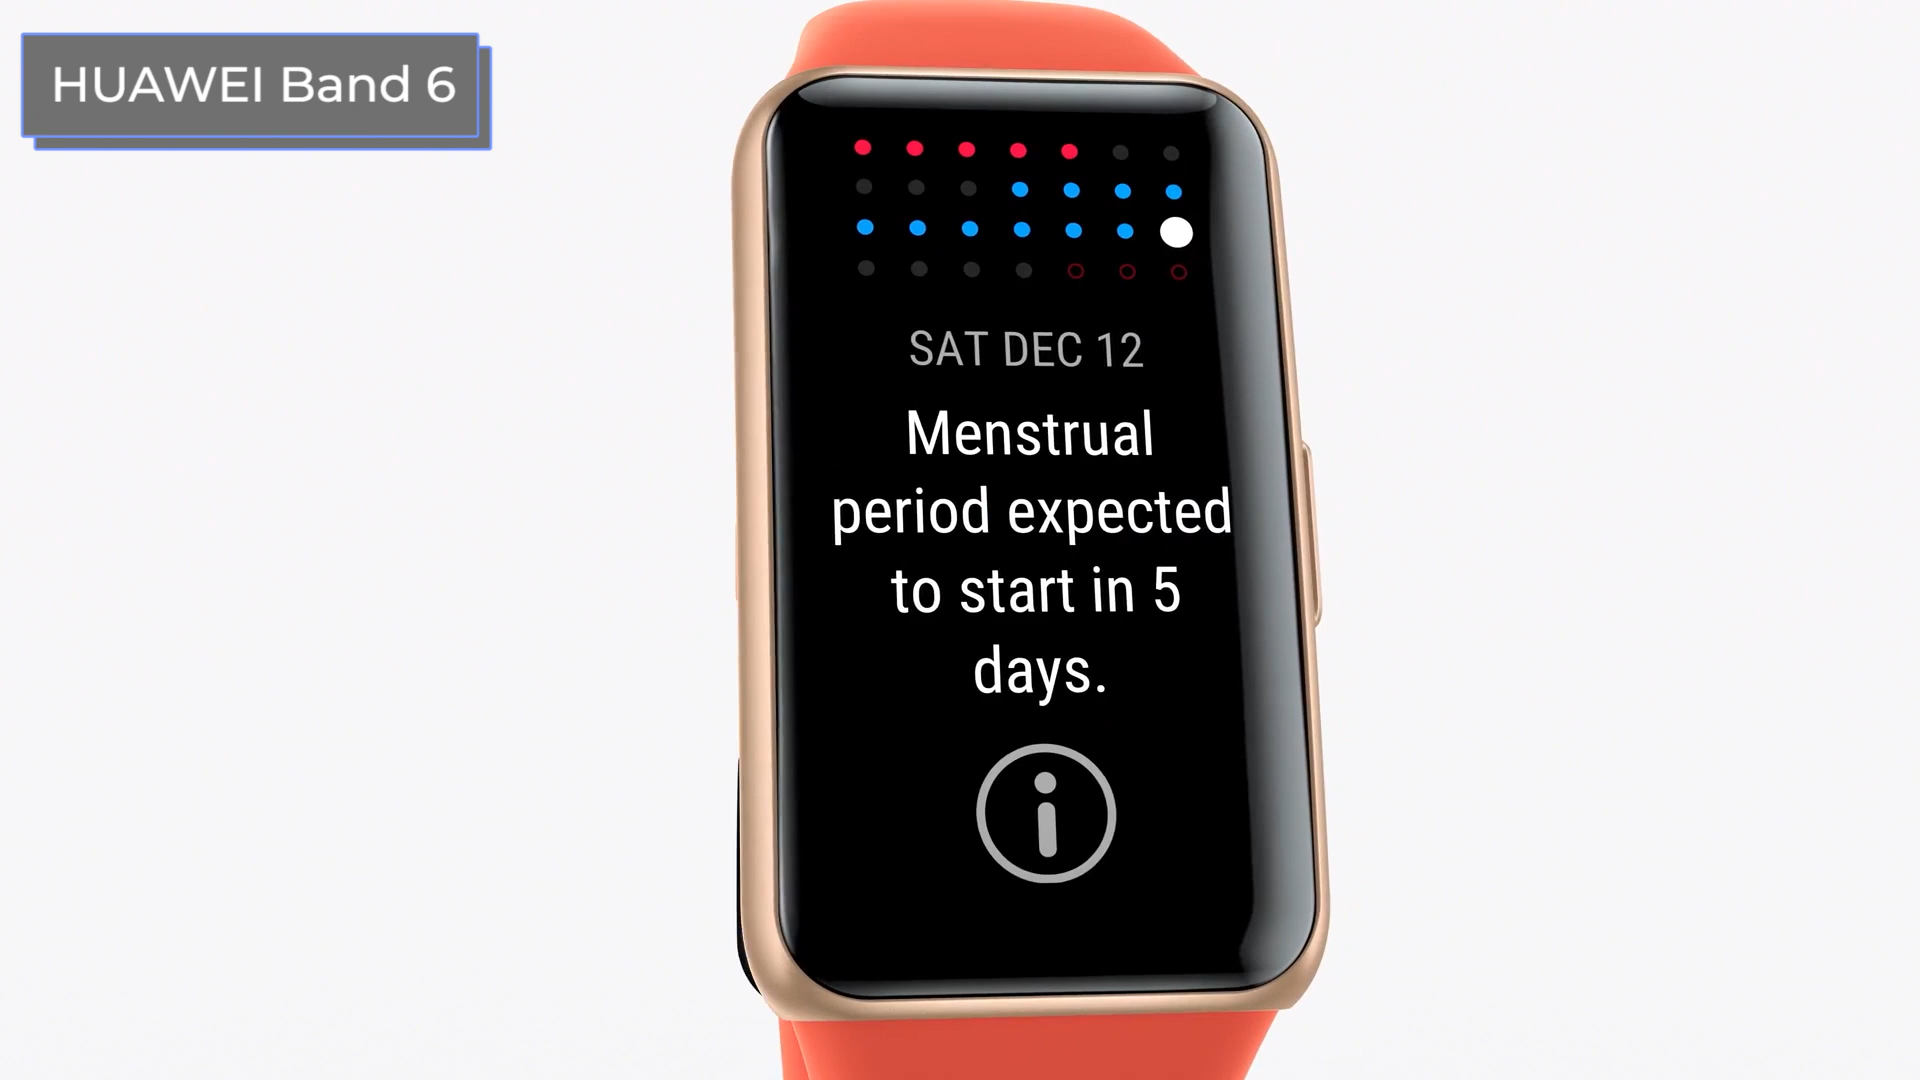 HUAWEI Band 6
SAT DEC 12
Menstrual
period expected
to start in 5
days.